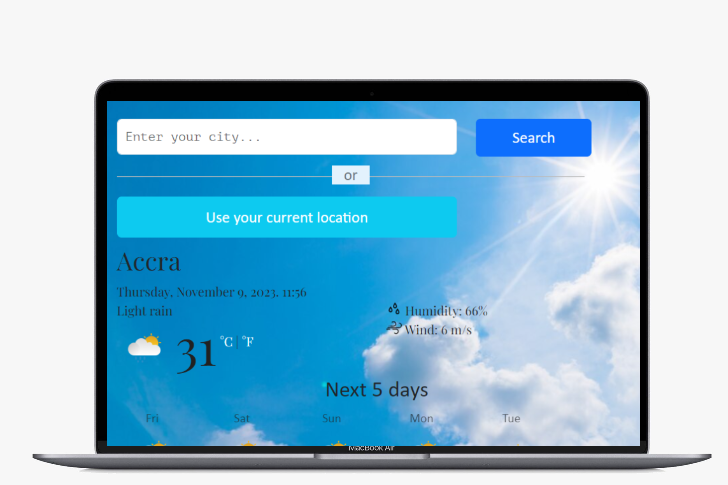 Enter your city...
Search
or
Use your current location
Accra
Thursday, November 9, 2023, 11:56
Light rain
Humidity: 66%
Wind: 6 m/s
31 °C °F
Next 5 days
Fri Sat Sun Mon Tue
MacBook Air